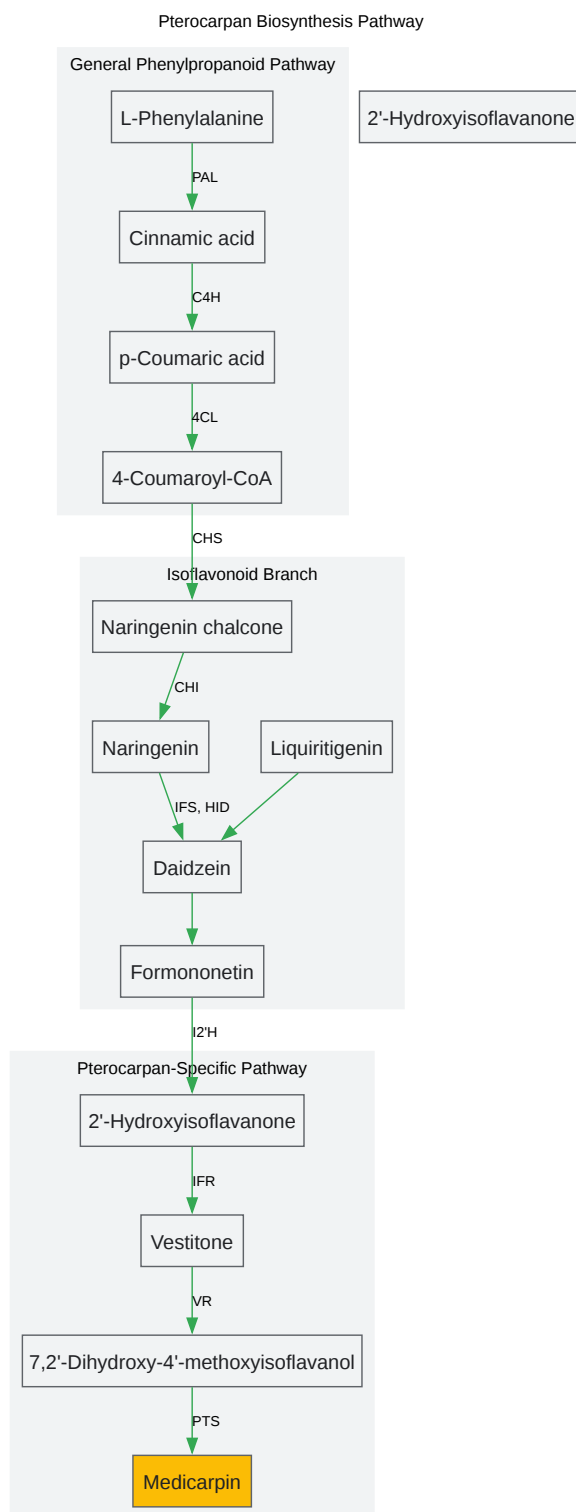 Pterocarpan Biosynthesis Pathway
General Phenylpropanoid Pathway
L-Phenylalanine
2'-Hydroxyisoflavanone
PAL
Cinnamic acid
C4H
p-Coumaric acid
4CL
4-Coumaroyl-CoA
CHS
Isoflavonoid Branch
Naringenin chalcone
CHI
Naringenin
Liquiritigenin
IFS, HID
Daidzein
Formononetin
I2'H
Pterocarpan-Specific Pathway
2'-Hydroxyisoflavanone
IFR
Vestitone
VR
7,2'-Dihydroxy-4'-methoxyisoflavanol
PTS
Medicarpin